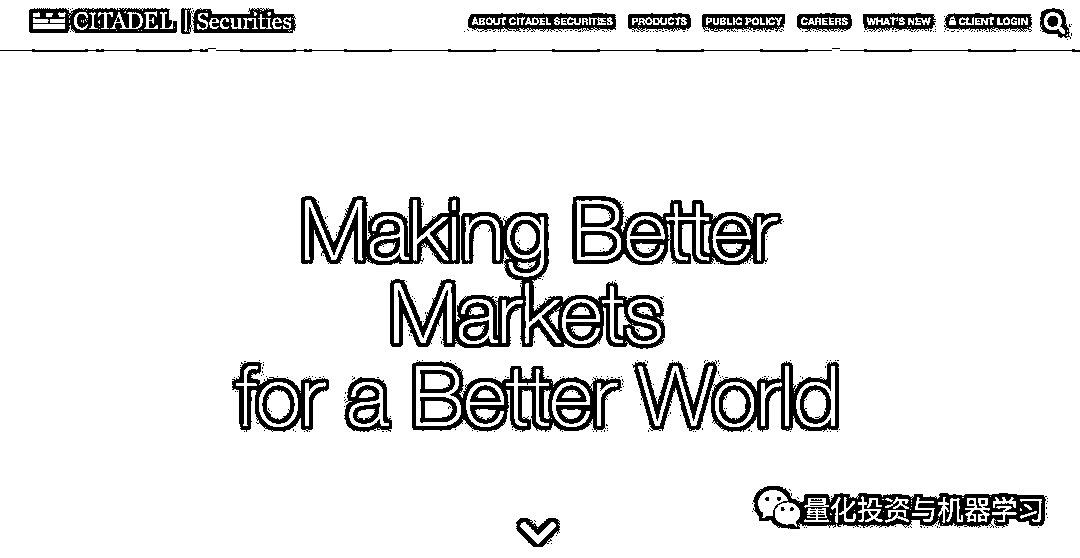 CITADEL | Securities
ABOUT CITADEL SECURITIES PRODUCTS PUBLIC POLICY CAREERS WHAT'S NEW CLIENT LOGIN
Making Better
Markets
for a Better World
量化投资与机器学习